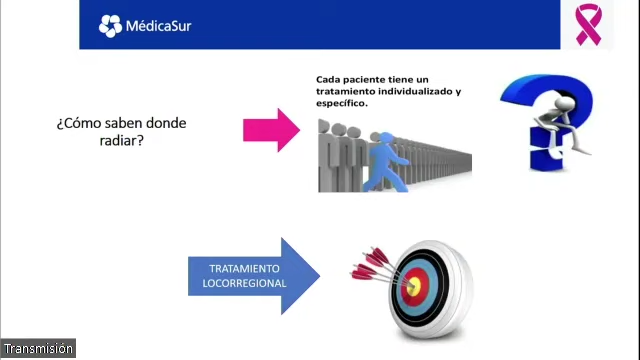 MédicaSur
Cada paciente tiene un
tratamiento individualizado y
específico.
¿Cómo saben donde
radiar?
TRATAMIENTO
LOCORREGIONAL
Transmisión